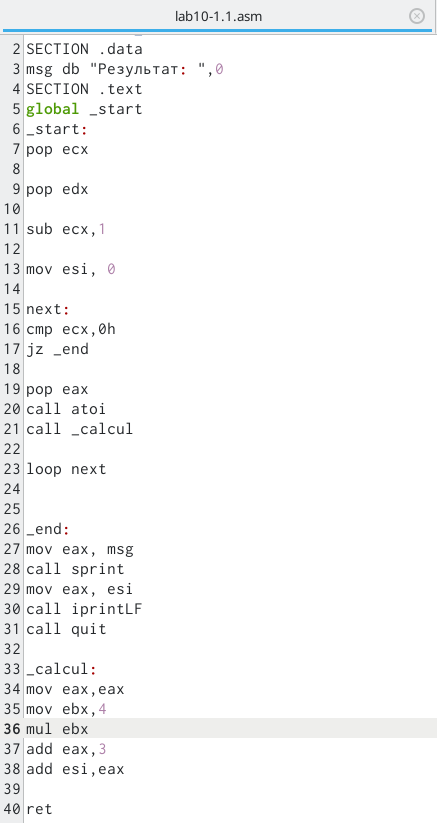 lab10-1.1.asm
2 SECTION .data
3 msg db "Результат: ",0
4 SECTION .text
5 global _start
6 _start:
7 pop ecx
8
9 pop edx
10
11 sub ecx,1
12
13 mov esi, 0
14
15 next:
16 cmp ecx,0h
17 jz _end
18
19 pop eax
20 call atoi
21 call _calcul
22
23 loop next
24
25
26 _end:
27 mov eax, msg
28 call sprint
29 mov eax, esi
30 call iprintLF
31 call quit
32
33 _calcul:
34 mov eax,eax
35 mov ebx,4
36 mul ebx
37 add eax,3
38 add esi,eax
39
40 ret